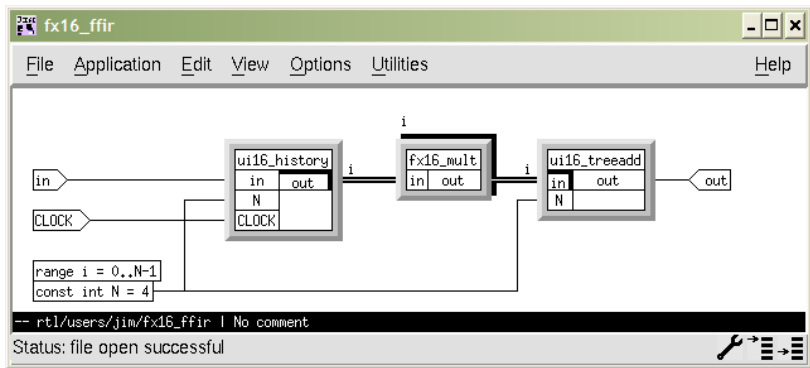 fx16_ffir
File Application Edit View Options Utilities Help
i
ui16_history i fx16_mult i ui16_treeadd
in in out in out in out out
N N
CLOCK CLOCK
range i = 0..N-1
const int N = 4
-- rtl/users/jim/fx16_ffir | No comment
Status: file open successful